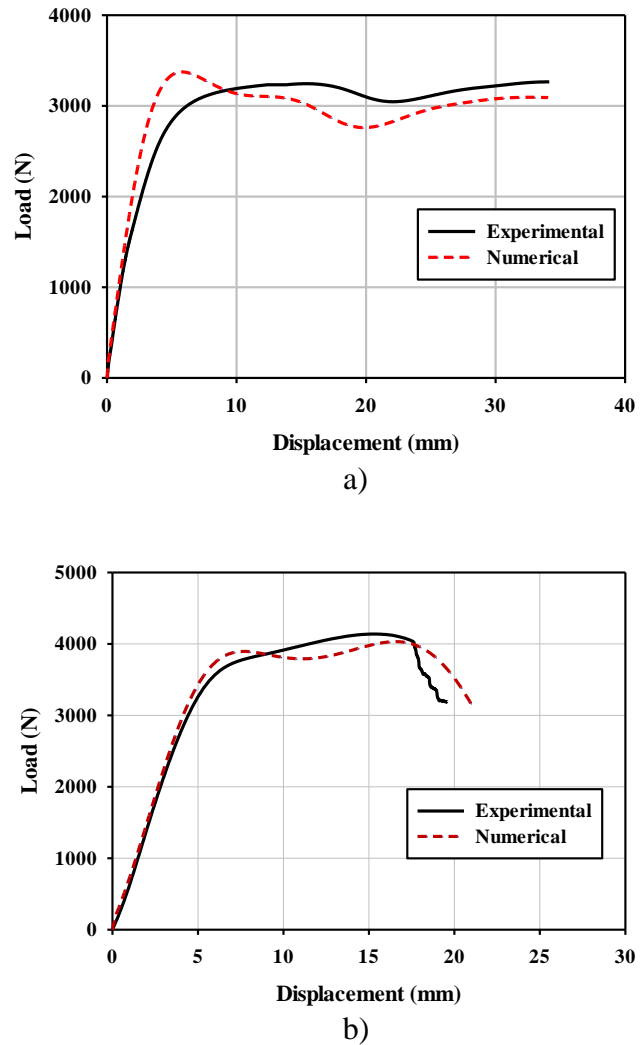 4000
3000
2000
1000
0
Load (N)
Experimental
Numerical
0 10 20 30 40
Displacement (mm)
a)
5000
4000
3000
2000
1000
0
Load (N)
Experimental
Numerical
0 5 10 15 20 25 30
Displacement (mm)
b)